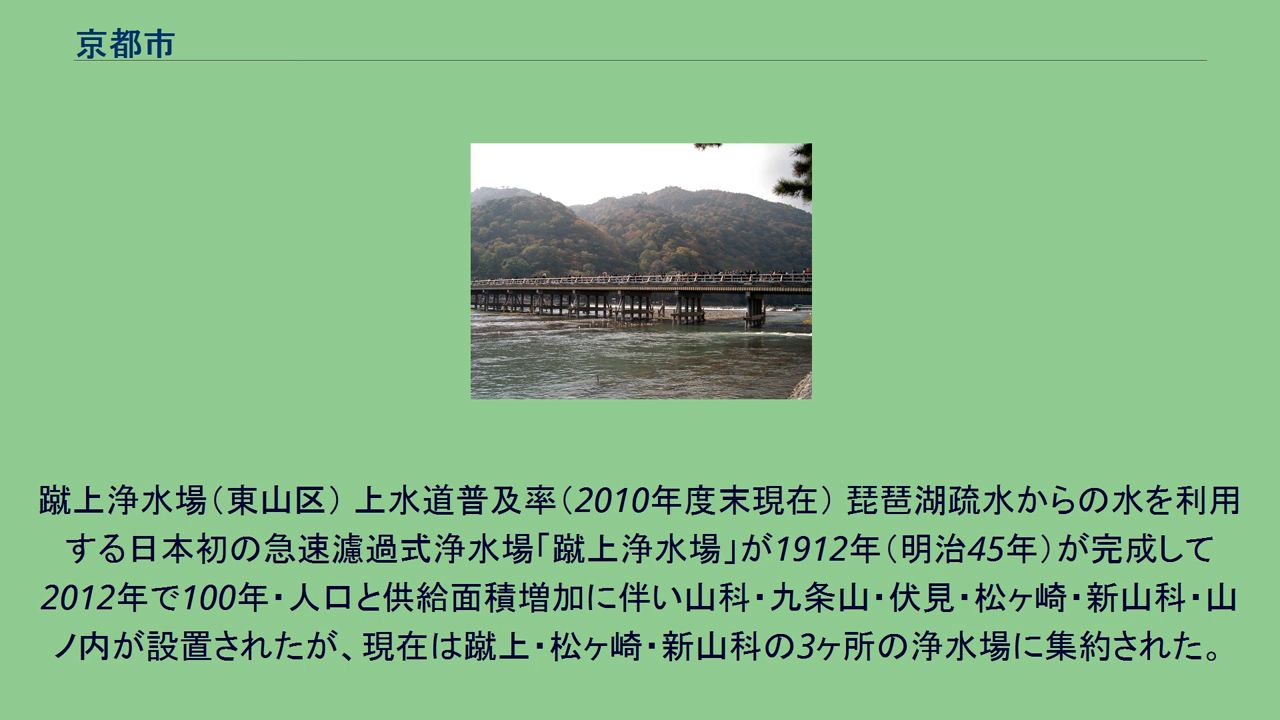 京都市
蹴上浄水場（東山区） 上水道普及率（2010年度末現在） 琵琶湖疏水からの水を利用
する日本初の急速濾過式浄水場「蹴上浄水場」が1912年（明治45年）が完成して
2012年で100年・人口と供給面積増加に伴い山科・九条山・伏見・松ヶ崎・新山科・山
ノ内が設置されたが、現在は蹴上・松ヶ崎・新山科の3ヶ所の浄水場に集約された。